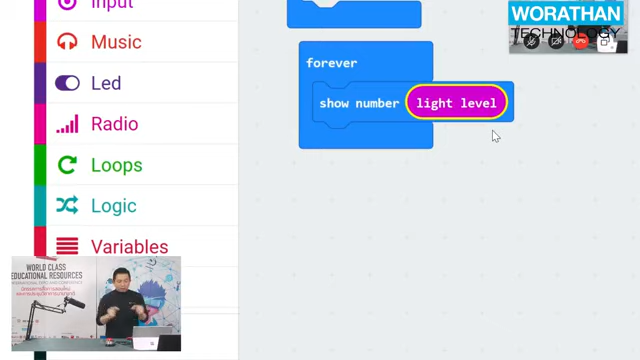 Input
Music
Led
Radio
Loops
Logic
Variables
forever
show number light level
WORATHAN
TECHNOLOGY
WORLD CLASS
EDUCATIONAL RESOURCES